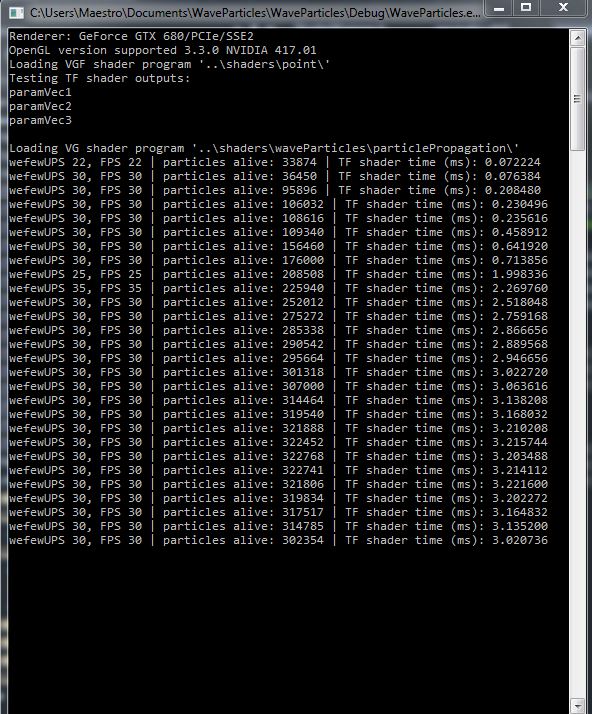 C:\Users\Maestro\Documents\WaveParticles\WaveParticles\Debug\WaveParticles.e...
Renderer: GeForce GTX 680/PCIe/SSE2
OpenGL version supported 3.3.0 NVIDIA 417.01
Loading VGF shader program '..\shaders\point\'
Testing TF shader outputs:
paramVec1
paramVec2
paramVec3
Loading VG shader program '..\shaders\waveParticles\particlePropagation\'
wefewUPS 22, FPS 22 | particles alive: 33874 | TF shader time (ms): 0.072224
wefewUPS 30, FPS 30 | particles alive: 36450 | TF shader time (ms): 0.076384
wefewUPS 30, FPS 30 | particles alive: 95896 | TF shader time (ms): 0.208480
wefewUPS 30, FPS 30 | particles alive: 106032 | TF shader time (ms): 0.230496
wefewUPS 30, FPS 30 | particles alive: 108616 | TF shader time (ms): 0.235616
wefewUPS 30, FPS 30 | particles alive: 109340 | TF shader time (ms): 0.458912
wefewUPS 30, FPS 30 | particles alive: 156460 | TF shader time (ms): 0.641920
wefewUPS 30, FPS 30 | particles alive: 176000 | TF shader time (ms): 0.713856
wefewUPS 25, FPS 25 | particles alive: 208508 | TF shader time (ms): 1.998336
wefewUPS 35, FPS 35 | particles alive: 225940 | TF shader time (ms): 2.269760
wefewUPS 30, FPS 30 | particles alive: 252012 | TF shader time (ms): 2.518048
wefewUPS 30, FPS 30 | particles alive: 275272 | TF shader time (ms): 2.759168
wefewUPS 30, FPS 30 | particles alive: 285338 | TF shader time (ms): 2.866656
wefewUPS 30, FPS 30 | particles alive: 290542 | TF shader time (ms): 2.889568
wefewUPS 30, FPS 30 | particles alive: 295664 | TF shader time (ms): 2.946656
wefewUPS 30, FPS 30 | particles alive: 301318 | TF shader time (ms): 3.022720
wefewUPS 30, FPS 30 | particles alive: 307000 | TF shader time (ms): 3.063616
wefewUPS 30, FPS 30 | particles alive: 314464 | TF shader time (ms): 3.138208
wefewUPS 30, FPS 30 | particles alive: 319540 | TF shader time (ms): 3.168032
wefewUPS 30, FPS 30 | particles alive: 321888 | TF shader time (ms): 3.210208
wefewUPS 30, FPS 30 | particles alive: 322452 | TF shader time (ms): 3.215744
wefewUPS 30, FPS 30 | particles alive: 322768 | TF shader time (ms): 3.203488
wefewUPS 30, FPS 30 | particles alive: 322741 | TF shader time (ms): 3.214112
wefewUPS 30, FPS 30 | particles alive: 321806 | TF shader time (ms): 3.221600
wefewUPS 30, FPS 30 | particles alive: 319834 | TF shader time (ms): 3.202272
wefewUPS 30, FPS 30 | particles alive: 317517 | TF shader time (ms): 3.164832
wefewUPS 30, FPS 30 | particles alive: 314785 | TF shader time (ms): 3.135200
wefewUPS 30, FPS 30 | particles alive: 302354 | TF shader time (ms): 3.020736